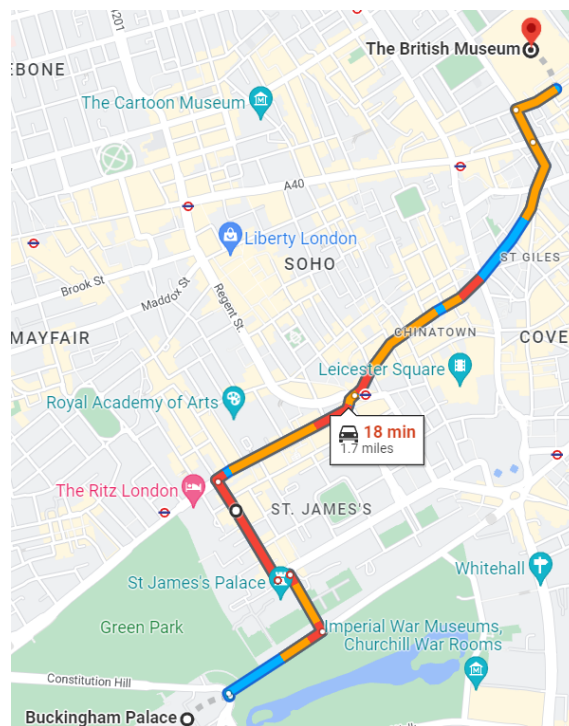 4201
The British Museum
EBONE
The Cartoon Museum
A40
Liberty London
SOHO
ST GILES
Brook St
Maddox St
Regent St.
CHINATOWN
MAYFAIR
COVE
Leicester Square
Royal Academy of Arts
18 min
1.7 miles
The Ritz London
ST. JAMES'S
Whitehall
St James's Palace
Green Park
Imperial War Museums,
Churchill War Rooms
Constitution Hill
Buckingham Palace